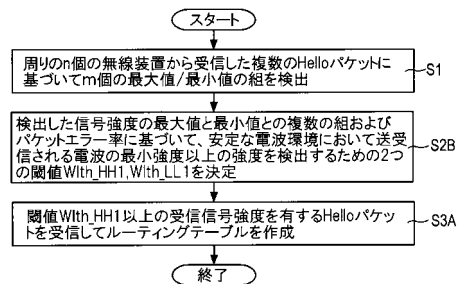 スタート
周りのn個の無線装置から受信した複数のHelloパケットに
基づいてm個の最大値/最小値の組を検出
S1
検出した信号強度の最大値と最小値との複数の組および
パケットエラー率に基づいて、安定な電波環境において送受
信される電波の最小強度以上の強度を検出するための2つ
の閾値Wlth_HH1,Wlth_LL1を決定
S2B
閾値Wlth_HH1以上の受信信号強度を有するHelloパケッ
トを受信してルーティングテーブルを作成
S3A
終了